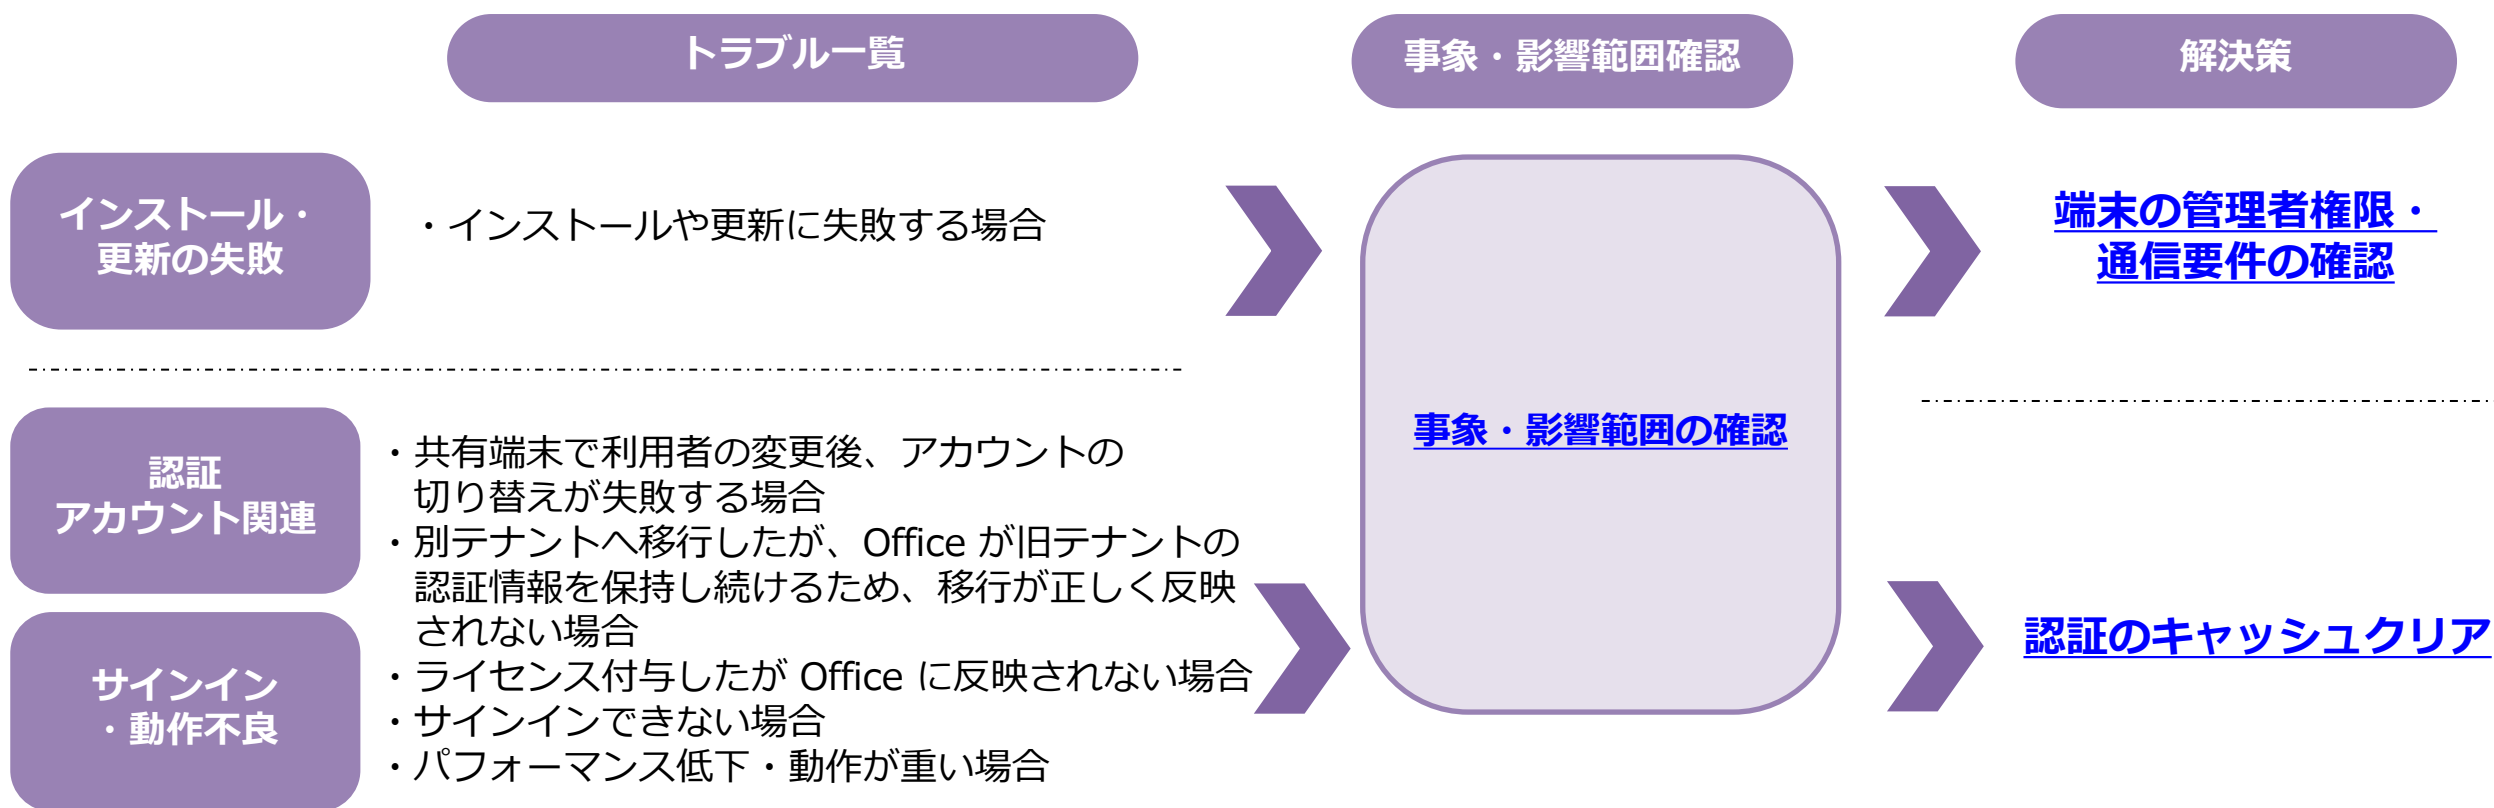 トラブル一覧
事象・影響範囲確認
解決策
インストール・
更新の失敗
・インストールや更新に失敗する場合
端末の管理者権限・
通信要件の確認
認証
アカウント関連
サインイン
・動作不良
・布端末で利用者の変更後、アカウントの
切り替えが失敗する場合
・別テナントへ移行したが、Office が旧テナントの
認証情報を保持し続けるため、移行が正しく反映
されない場合
・ライセンス付与したが Office に反映されない場合
・サインインできない場合
・パフォーマンス低下・動作が重い場合
事象・影響範囲の確認
認証のキャッシュクリア